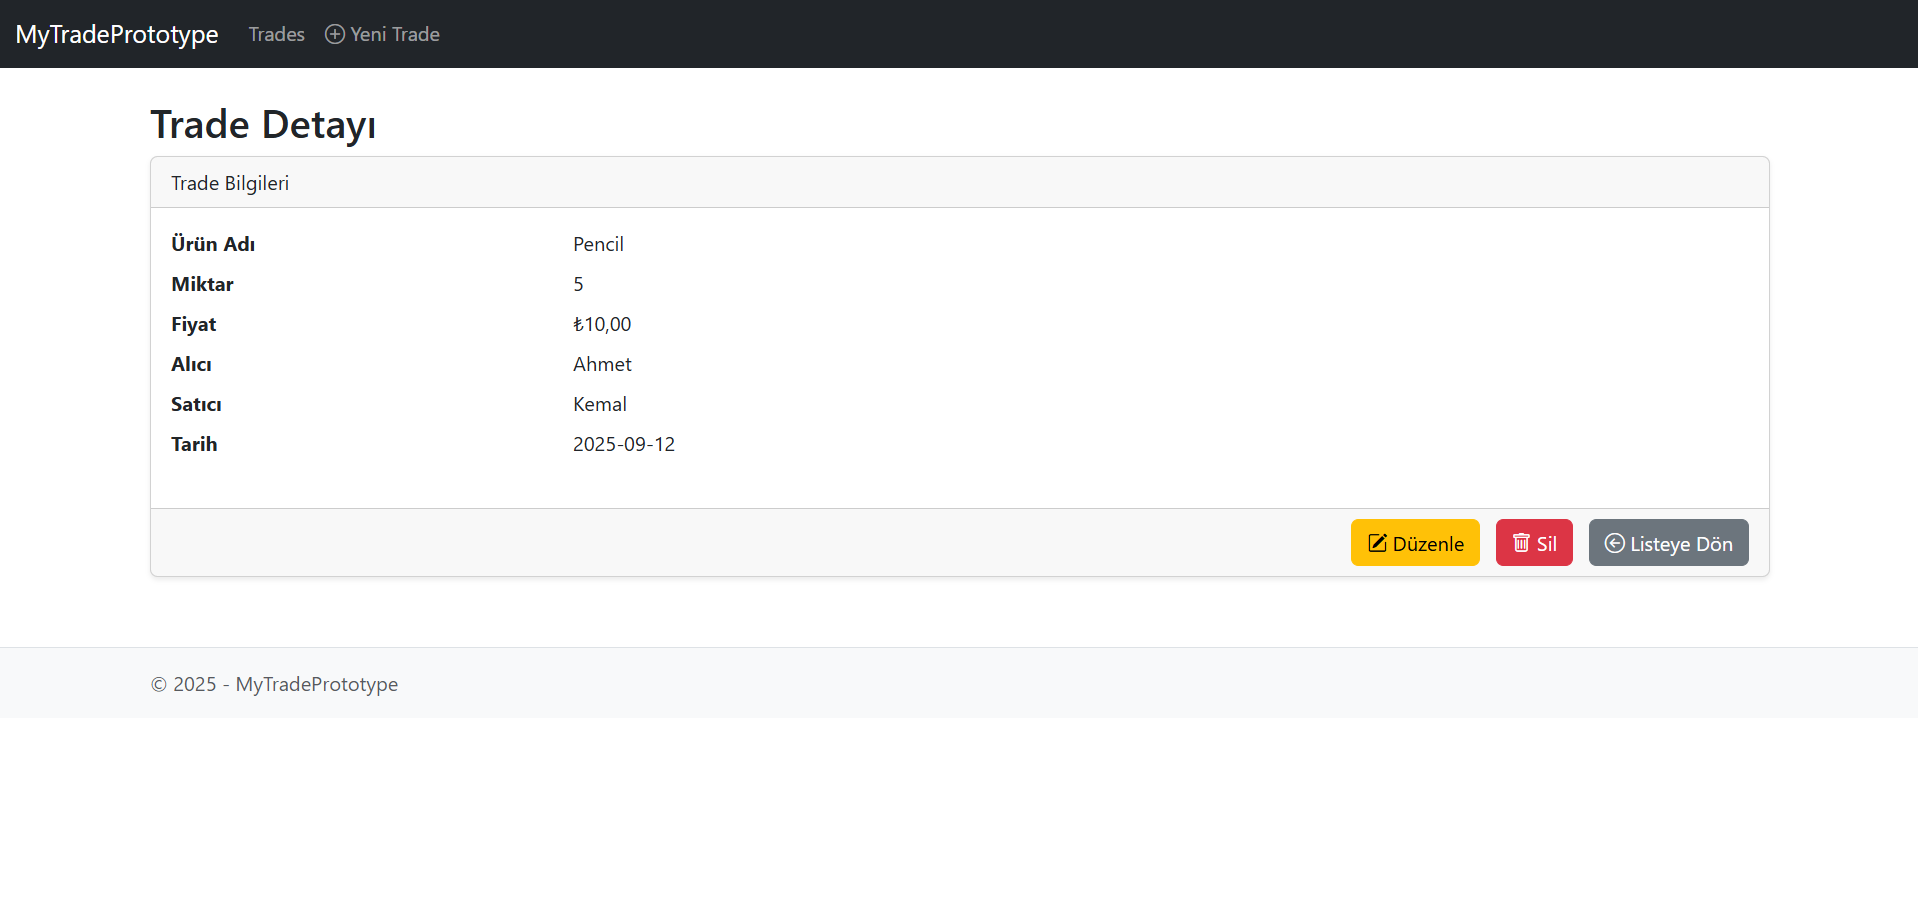 MyTradePrototype Trades Yeni Trade
Trade Detayı
Trade Bilgileri
Ürün Adı Pencil
Miktar 5
Fiyat ₺10,00
Alıcı Ahmet
Satıcı Kemal
Tarih 2025-09-12
Düzenle Sil Listeye Dön
© 2025 - MyTradePrototype